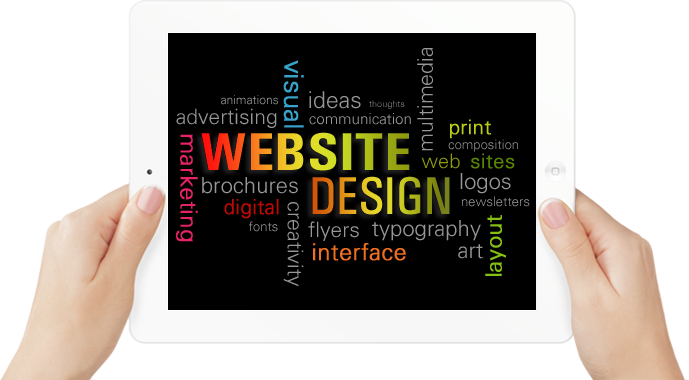 visual
multimedia
animations
ideas
thoughts
advertising
communication
print
marketing
WEBSITE
composition
web sites
brochures
DESIGN
logos
digital
creativity
newsletters
fonts
flyers
typography
layout
interface
art